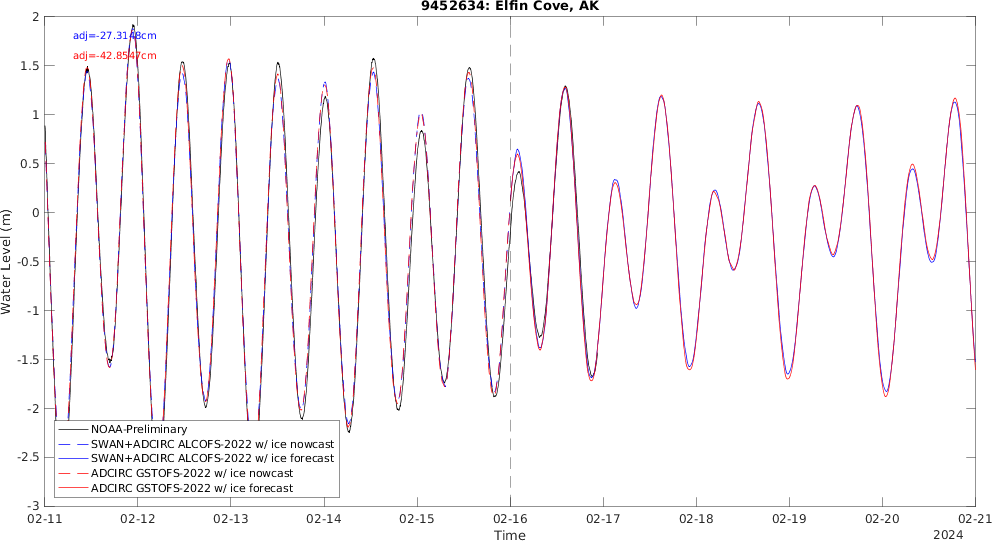 9452634: Elfin Cove, AK
adj=-27.3148cm
adj=-42.8547cm
Water Level (m)
2
1.5
1
0.5
0
-0.5
-1
-1.5
-2
-2.5
-3
NOAA-Preliminary
SWAN+ADCIRC ALCOFS-2022 w/ ice nowcast
SWAN+ADCIRC ALCOFS-2022 w/ ice forecast
ADCIRC GSTOFS-2022 w/ ice nowcast
ADCIRC GSTOFS-2022 w/ ice forecast
02-11 02-12 02-13 02-14 02-15 02-16 02-17 02-18 02-19 02-20 02-21
Time
2024